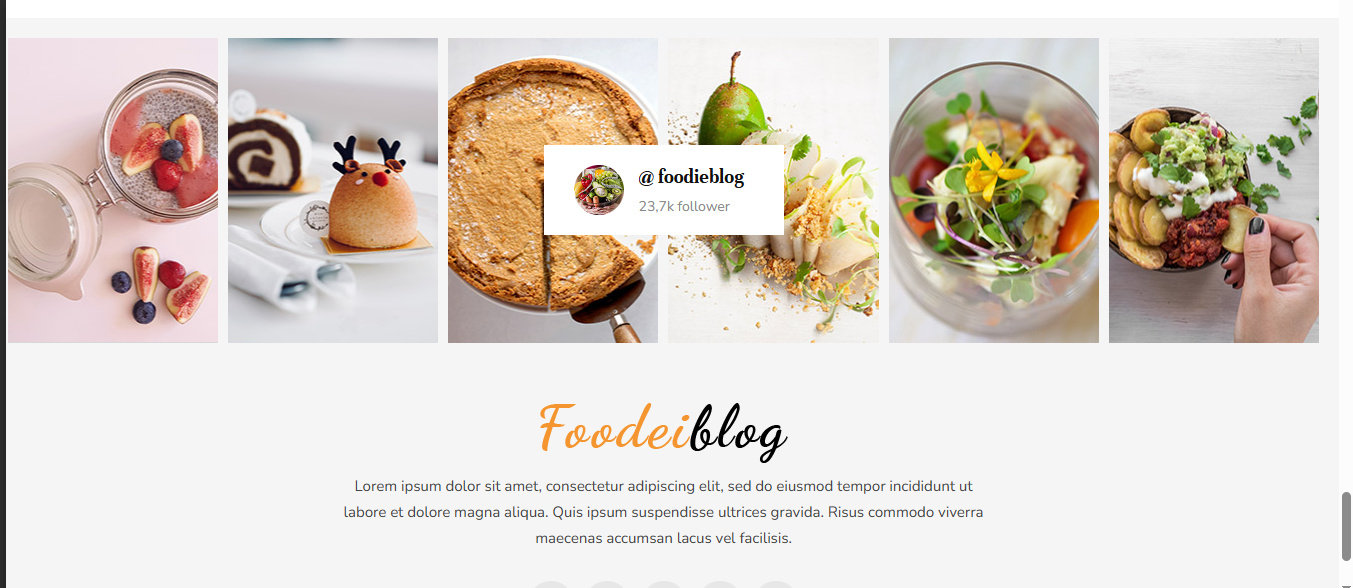 @ foodieblog
23,7k follower
Foodeiblog
Lorem ipsum dolor sit amet, consectetur adipiscing elit, sed do eiusmod tempor incididunt ut
labore et dolore magna aliqua. Quis ipsum suspendisse ultrices gravida. Risus commodo viverra
maecenas accumsan lacus vel facilisis.